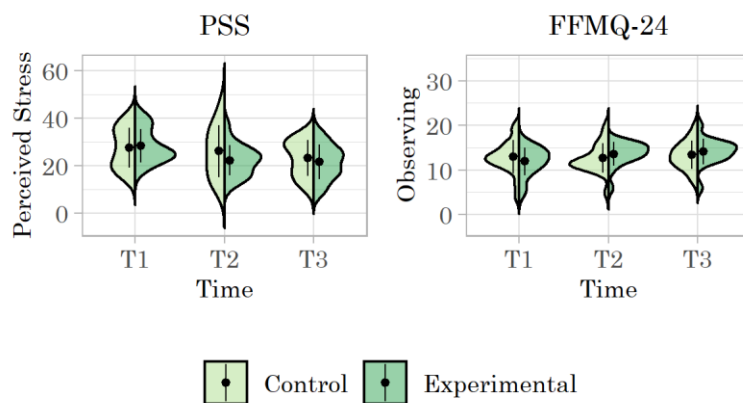 PSS
Perceived Stress
60
40
20
0
T1 T2 T3
Time
FFMQ-24
Observing
30
20
10
0
T1 T2 T3
Time
Control Experimental